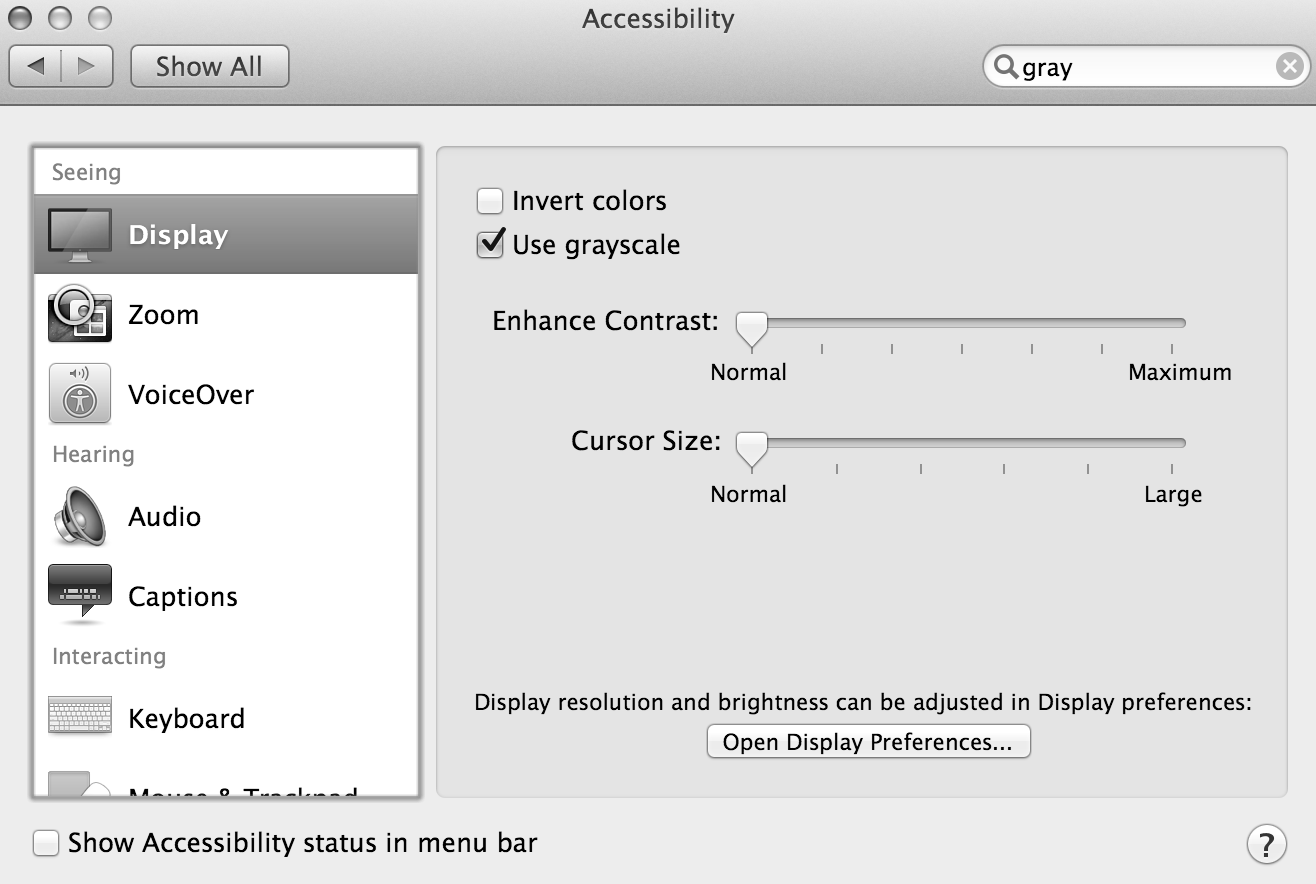 Accessibility
Show All
gray
Seeing
Display
Zoom
VoiceOver
Hearing
Audio
Captions
Interacting
Keyboard
Mouse & Trackpad
Invert colors
Use grayscale
Enhance Contrast:
Normal
Maximum
Cursor Size:
Normal
Large
Display resolution and brightness can be adjusted in Display preferences:
Open Display Preferences...
Show Accessibility status in menu bar
?